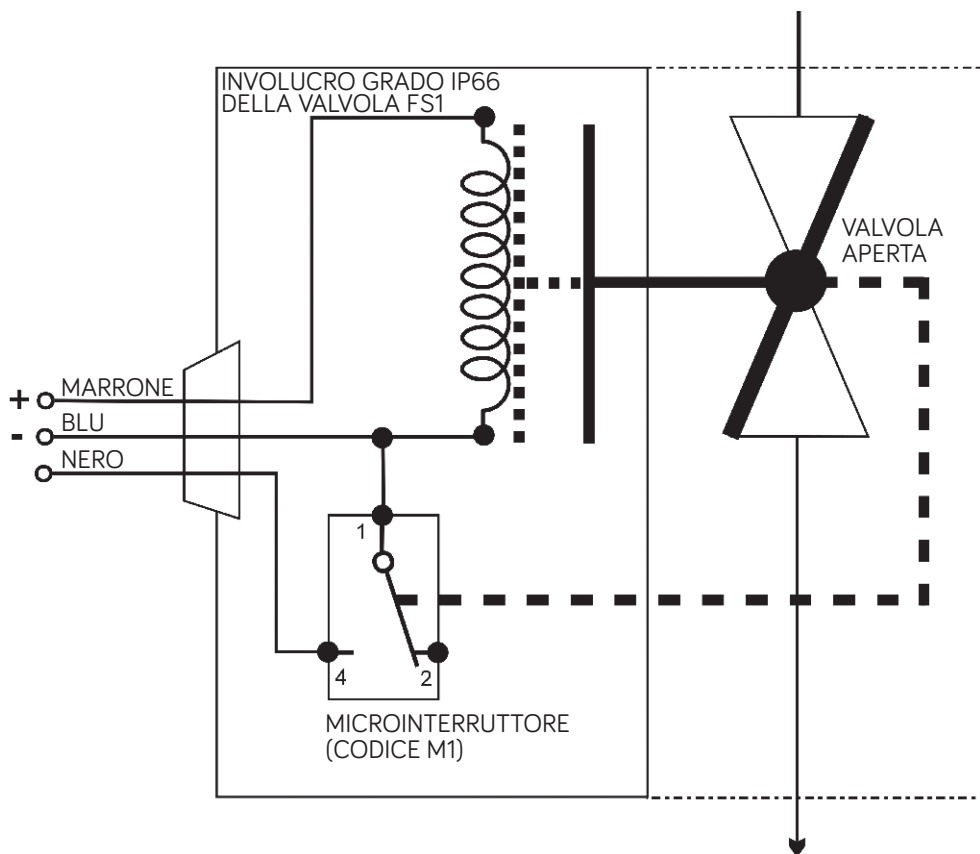 INVOLUCRO GRADO IP66
DELLA VALVOLA FS1
VALVOLA
APERTA
+ MARRONE
- BLU
NERO
1
4
2
MICROINTERRUTTORE
(CODICE M1)